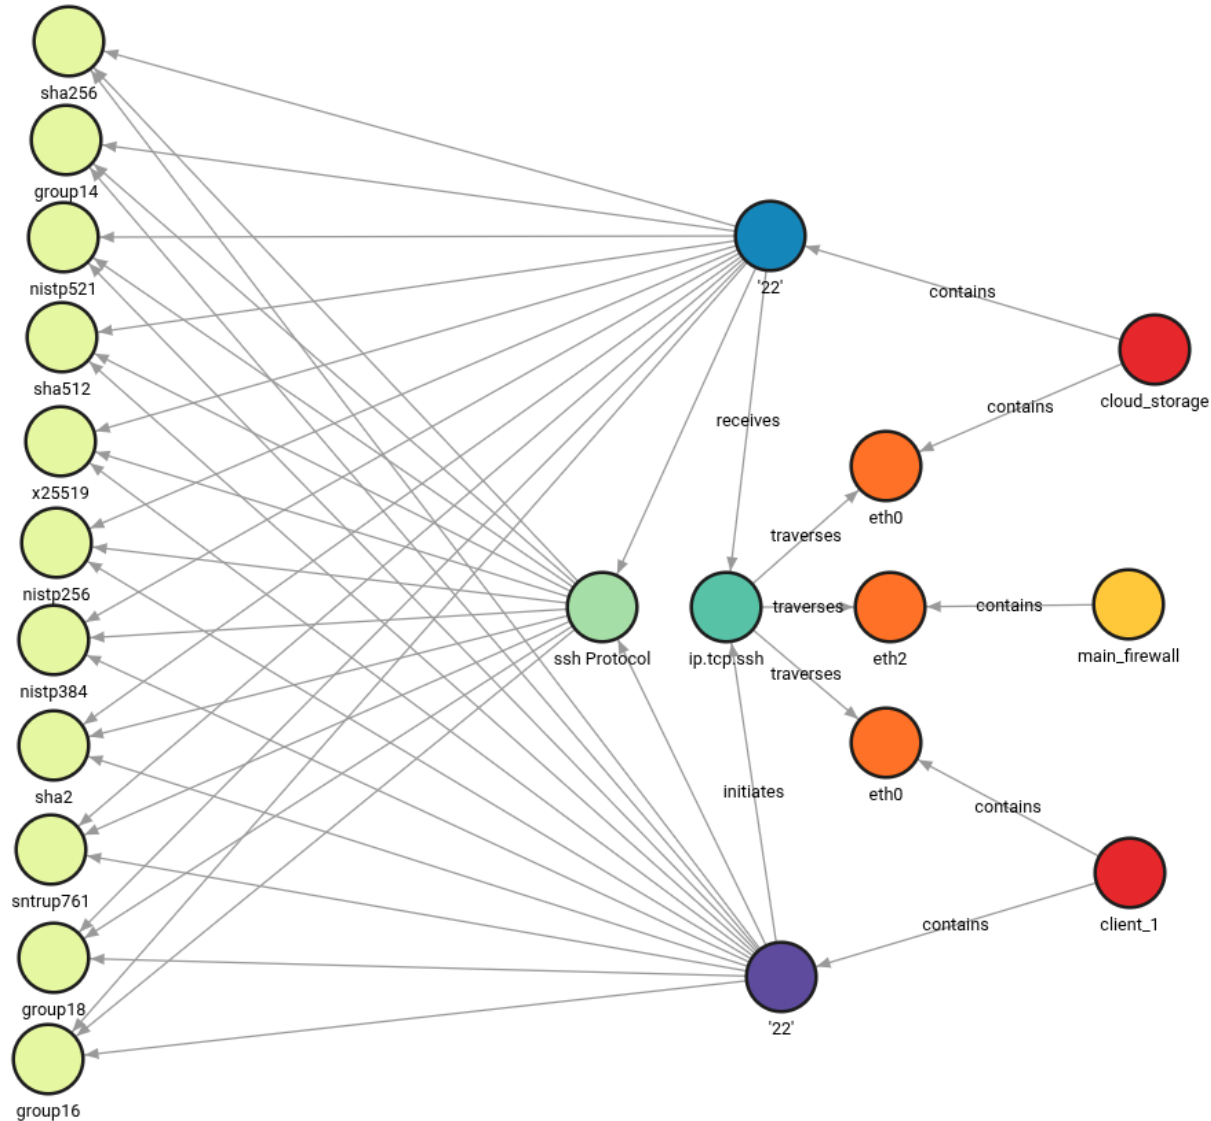 sha256
group14
nistp521
'22'
contains
sha512
cloud_storage
contains
receives
x25519
eth0
traverses
nistp256
traverses
contains
ssh Protocol
ip.tcp.ssh
eth2
main_firewall
traverses
nistp384
initiates
eth0
sha2
contains
sntrup761
contains
client_1
group18
'22'
group16